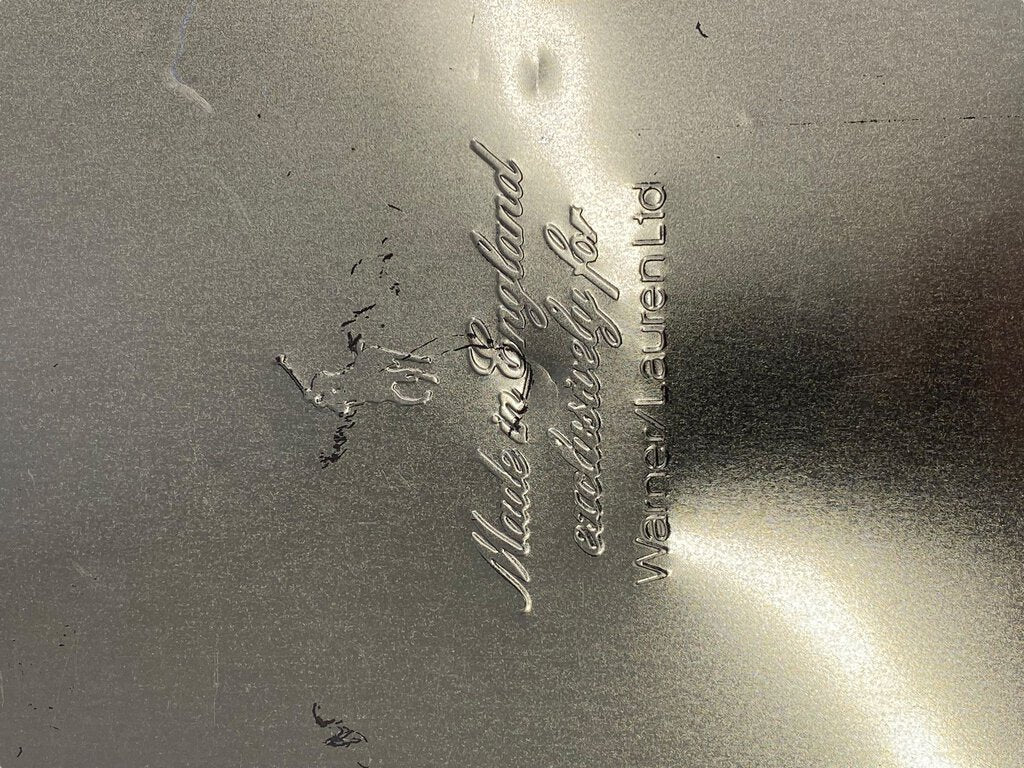 Made in England
exclusively for
Warner/Lauren Ltd